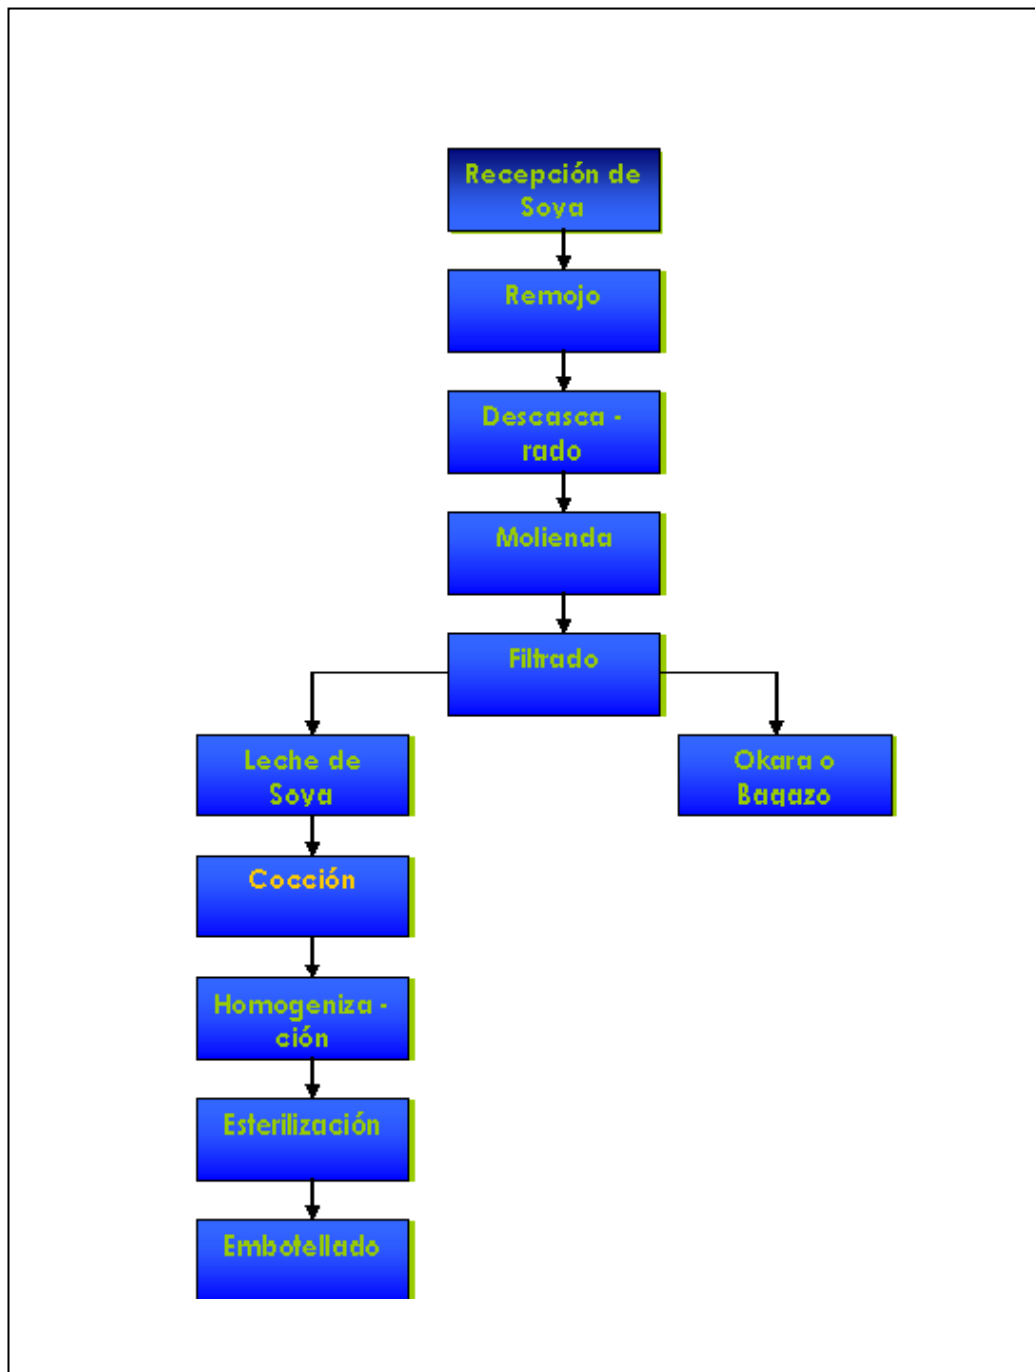 Recepción de
Soya
Remojo
Descasca -
rado
Molienda
Filtrado
Leche de
Soya
Okara o
Bagazo
Cocción
Homogeniza -
ción
Esterilización
Embotellado